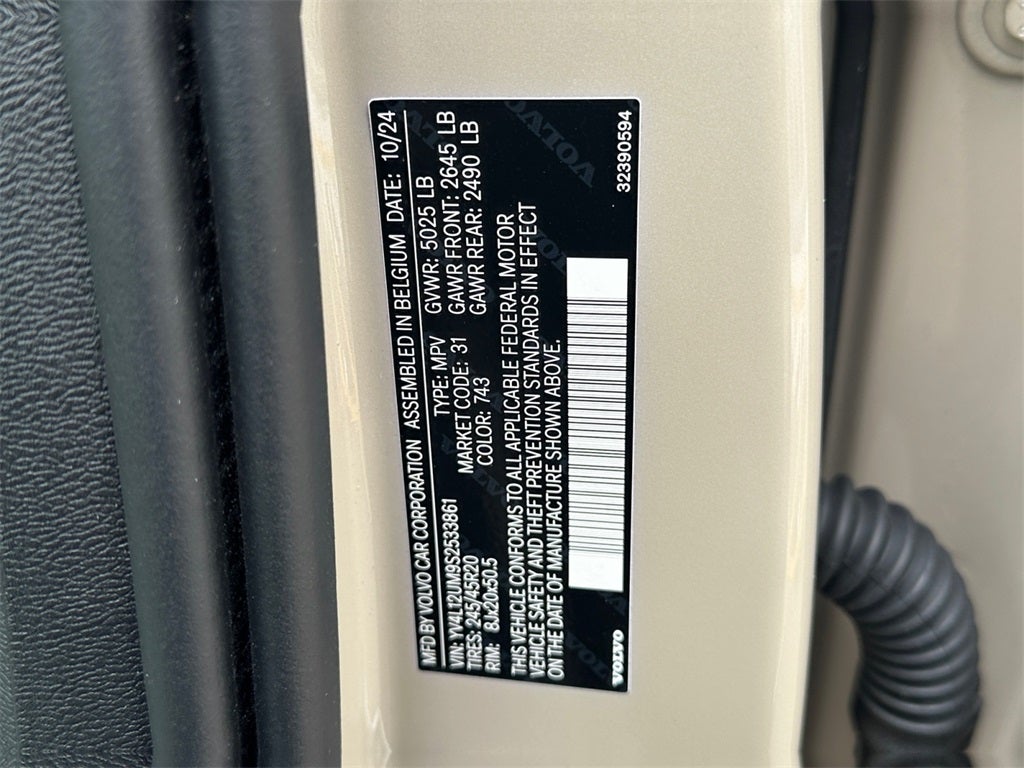 MFD BY VOLVO CAR CORPORATION ASSEMBLED IN BELGIUM DATE: 10/24
VIN: YV4L12UM9S2533861 TYPE: MPV GVWR: 5025 LB
TIRES: 245/45R20 MARKET CODE: 31 GAWR FRONT: 2645 LB
RIM: 8Jx20x50.5 COLOR: 743 GAWR REAR: 2490 LB
THIS VEHICLE CONFORMS TO ALL APPLICABLE FEDERAL MOTOR
VEHICLE SAFETY AND THEFT PREVENTION STANDARDS IN EFFECT
ON THE DATE OF MANUFACTURE SHOWN ABOVE.
VOLVO 32390594